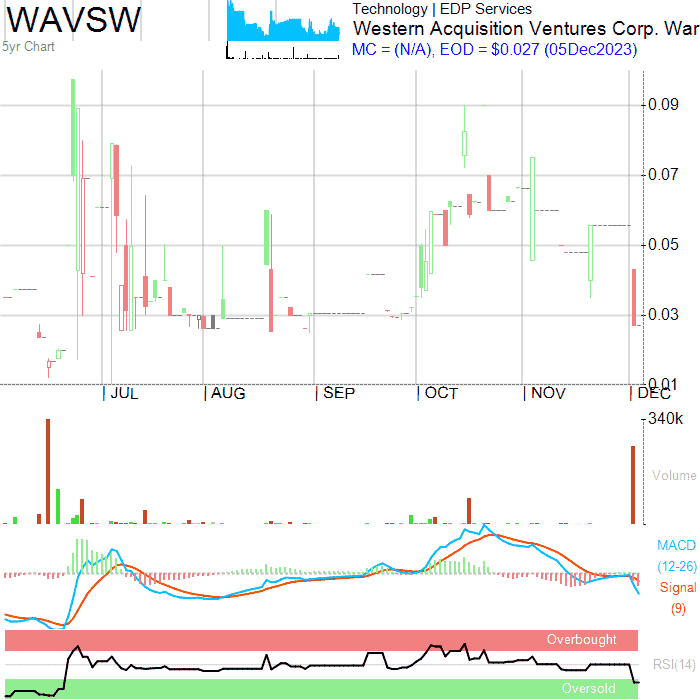 WAVSW
5yr Chart
Technology | EDP Services
Western Acquisition Ventures Corp. War
MC = (N/A), EOD = $0.027 (05Dec2023)
0.09
0.07
0.05
0.03
0.01
JUL AUG SEP OCT NOV DEC
340k
Volume
MACD
(12-26)
Signal
(9)
Overbought
RSI(14)
Oversold